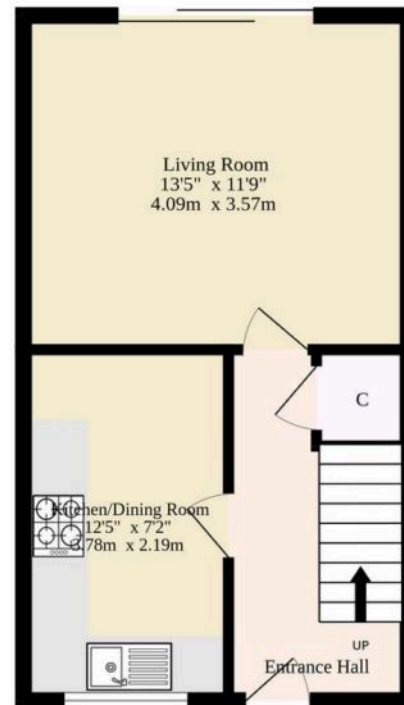 Living Room
13'5" x 11'9"
4.09m x 3.57m
C
Kitchen/Dining Room
12'5" x 7'2"
3.78m x 2.19m
UP
Entrance Hall